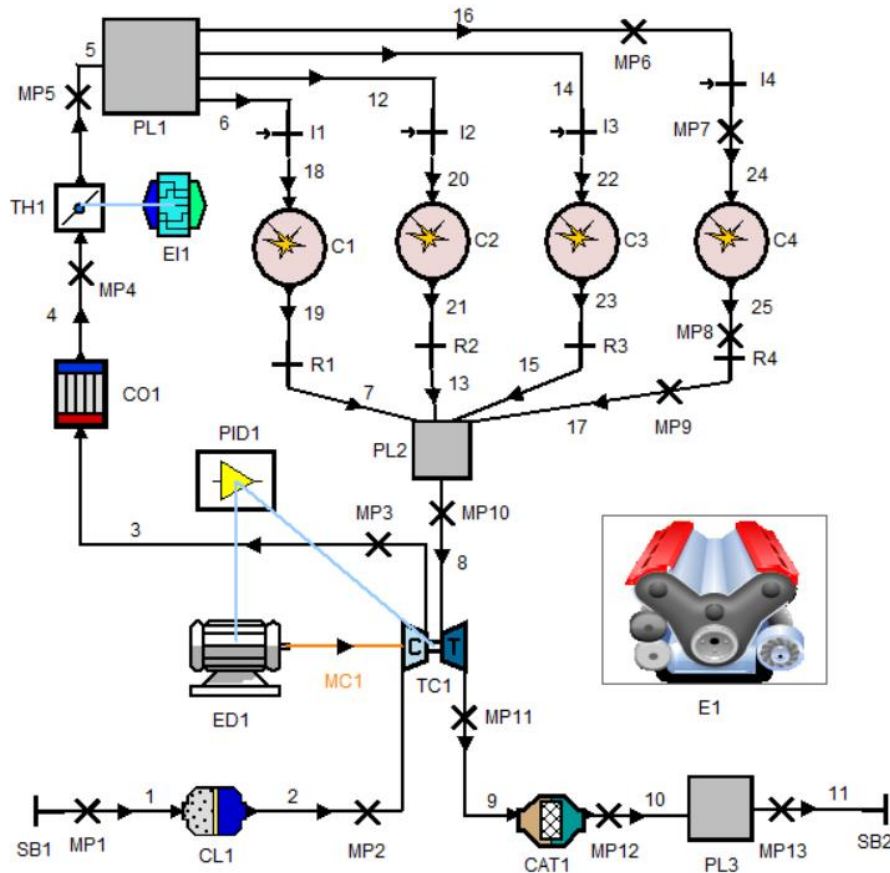 16
5
MP6
MP5
14
I4
12
PL1
6
I1
I2
I3
MP7
18
20
22
24
TH1
EI1
C1
C2
C3
C4
MP4
4
19
21
23
25
MP8
R1
R2
R3
R4
CO1
15
7
13
17
MP9
PID1
PL2
MP3
MP10
3
8
C
T
MC1
TC1
ED1
E1
MP11
1
2
9
10
11
SB1
MP1
CL1
MP2
CAT1
MP12
PL3
MP13
SB2